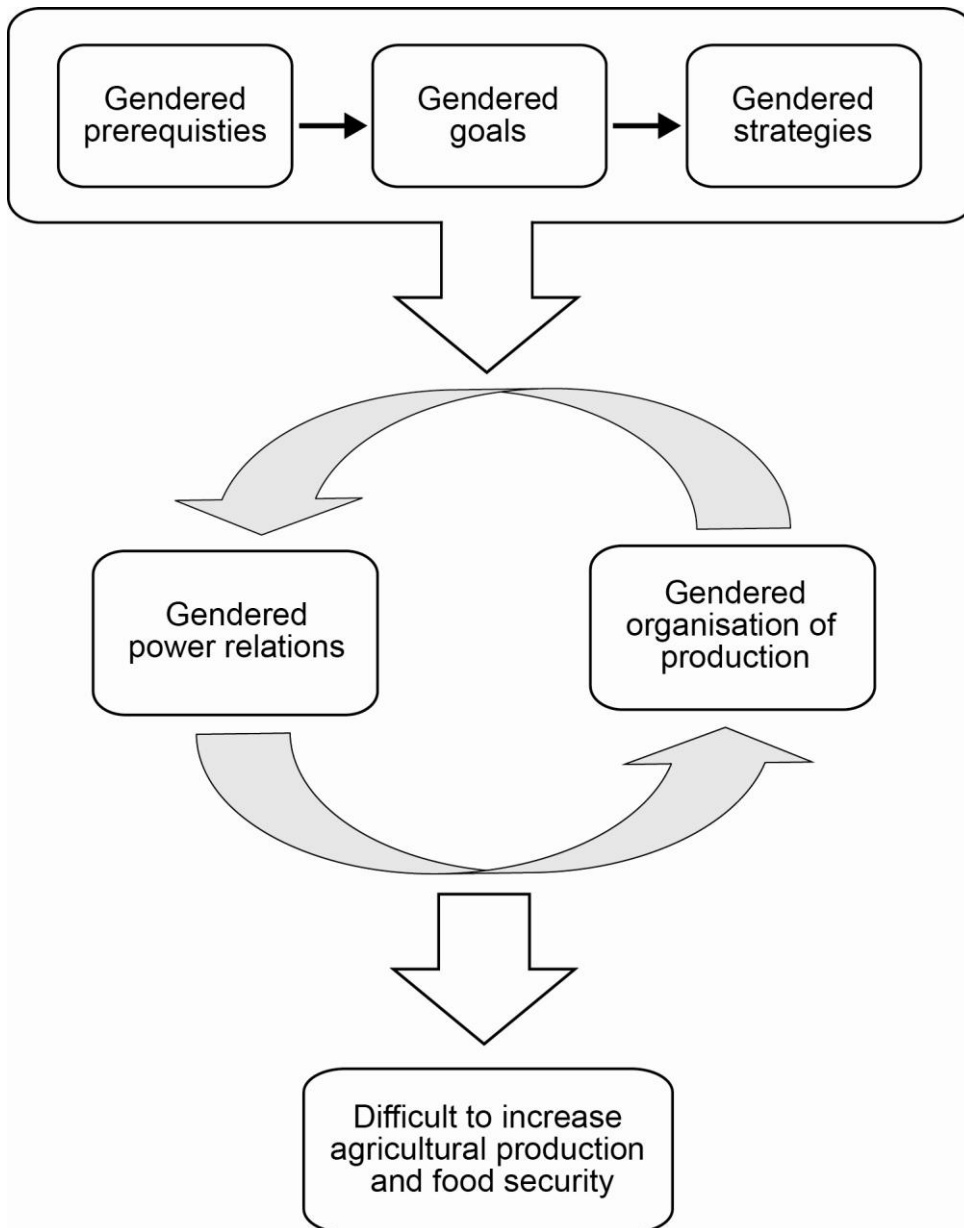 Gendered
prerequisties
Gendered
goals
Gendered
strategies
Gendered
power relations
Gendered
organisation of
production
Difficult to increase
agricultural production
and food security